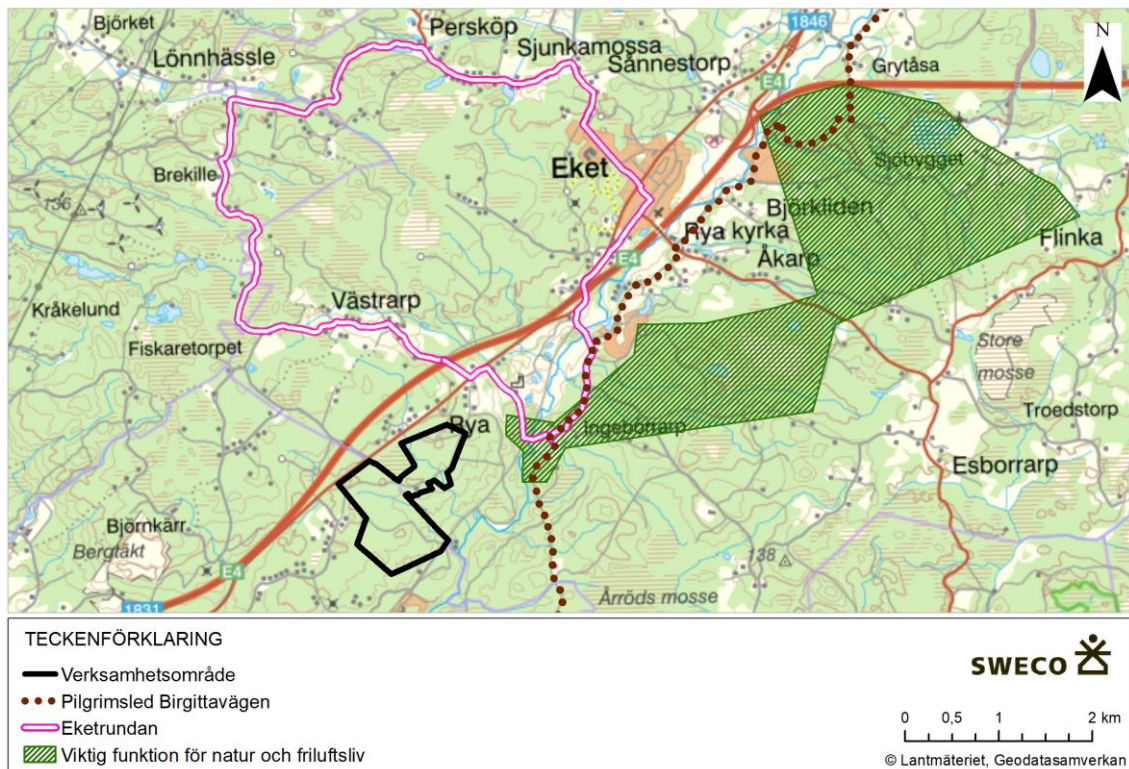 Björket
Persköp
1846
N
Lönnhässle
Sjunkamossa
Sånnestorp
Grytåsa
E4
Eket
Sjöbygget
Brekille
136
Björkliden
Rya kyrka
Flinka
E4
Åkarp
Västrarp
Kråkelund
Fiskaretorpet
Store
mosse
Rya
Ingeborrarp
Troedstorp
Esborrarp
Björnkärr
Bergtäkt
138
E4
Årröds mosse
1831
TECKENFÖRKLARING
Verksamhetsområde
Pilgrimsled Birgittavägen
Eketrundan
Viktig funktion för natur och friluftsliv
SWECO
0 0,5 1 2 km
© Lantmäteriet, Geodatasamverkan